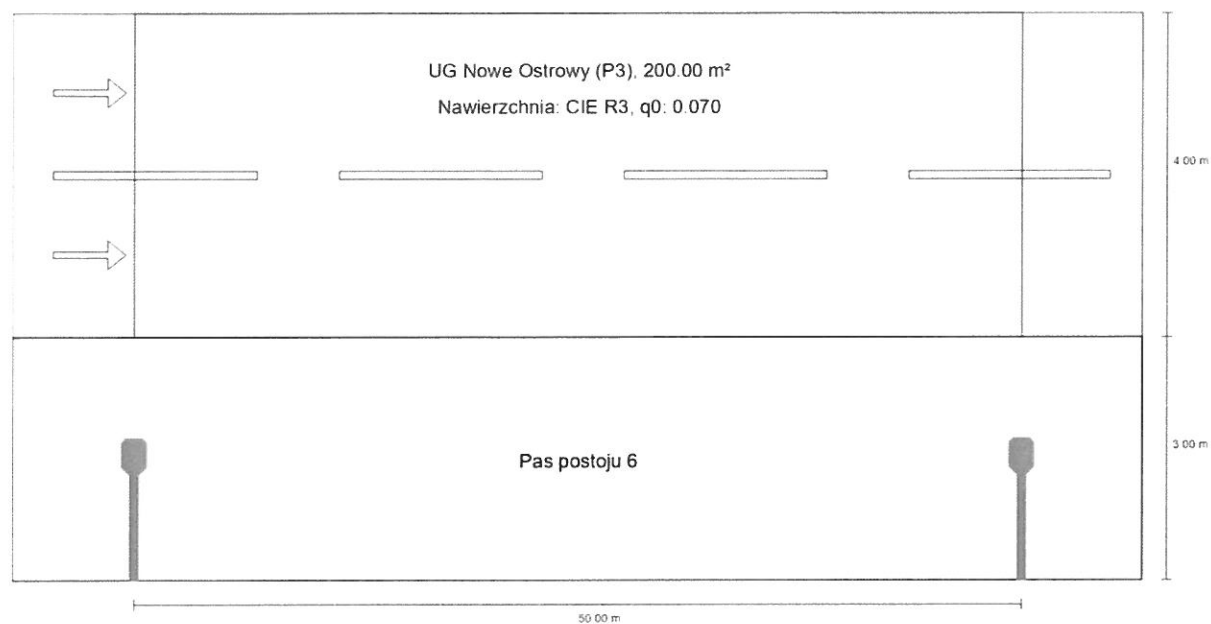 UG Nowe Ostrowy (P3), 200.00 m²
Nawierzchnia: CIE R3, q0: 0.070
4.00 m
Pas postoju 6
3.00 m
50.00 m